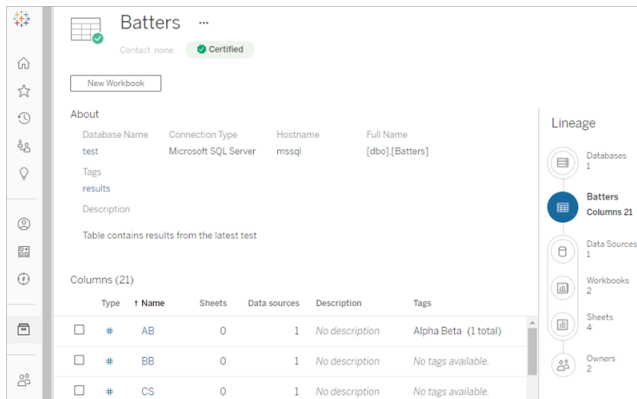 Batters ...
Contact none Certified
New Workbook
About
Database Name Connection Type Hostname Full Name
test Microsoft SQL Server mssql [dbo].[Batters]
Tags
results
Description
Table contains results from the latest test
Columns (21)
Type ↑ Name Sheets Data sources Description Tags
# AB 0 1 No description Alpha Beta (1 total)
# BB 0 1 No description No tags available.
# CS 0 1 No description No tags available.
Lineage
Databases
1
Batters
Columns 21
Data Sources
1
Workbooks
2
Sheets
4
Owners
2